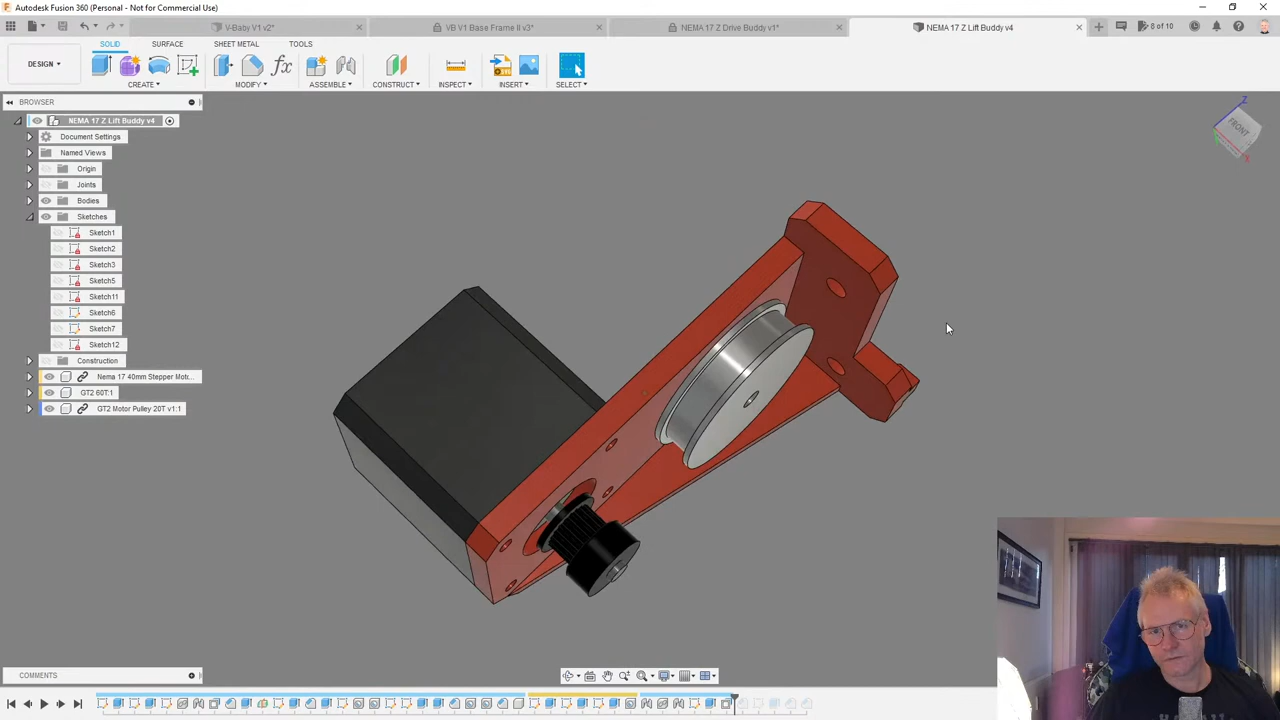 Autodesk Fusion 360 (Personal - Not for Commercial Use)
V-Baby V1 v2*
VB V1 Base Frame II v3*
NEMA 17 Z Drive Buddy v1*
NEMA 17 Z Lift Buddy v4
8 of 10
SOLID
SURFACE
SHEET METAL
TOOLS
DESIGN
CREATE
MODIFY
ASSEMBLE
CONSTRUCT
INSPECT
INSERT
SELECT
BROWSER
NEMA 17 Z Lift Buddy v4
Document Settings
Named Views
Origin
Joints
Bodies
Sketches
Sketch1
Sketch2
Sketch3
Sketch5
Sketch11
Sketch6
Sketch7
Sketch12
Construction
Nema 17 40mm Stepper Motr...
GT2 60T:1
GT2 Motor Pulley 20T v1:1
Z
FRONT
X
COMMENTS